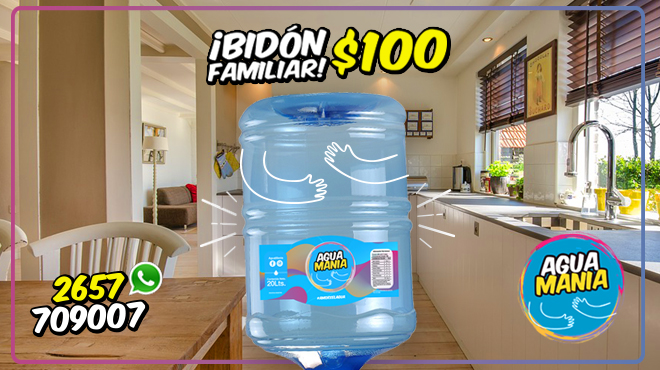 ¡BIDÓN
FAMILIAR! $100
AGUA
MANIA
20Lts.
AGUA
MANIA
2657
709007